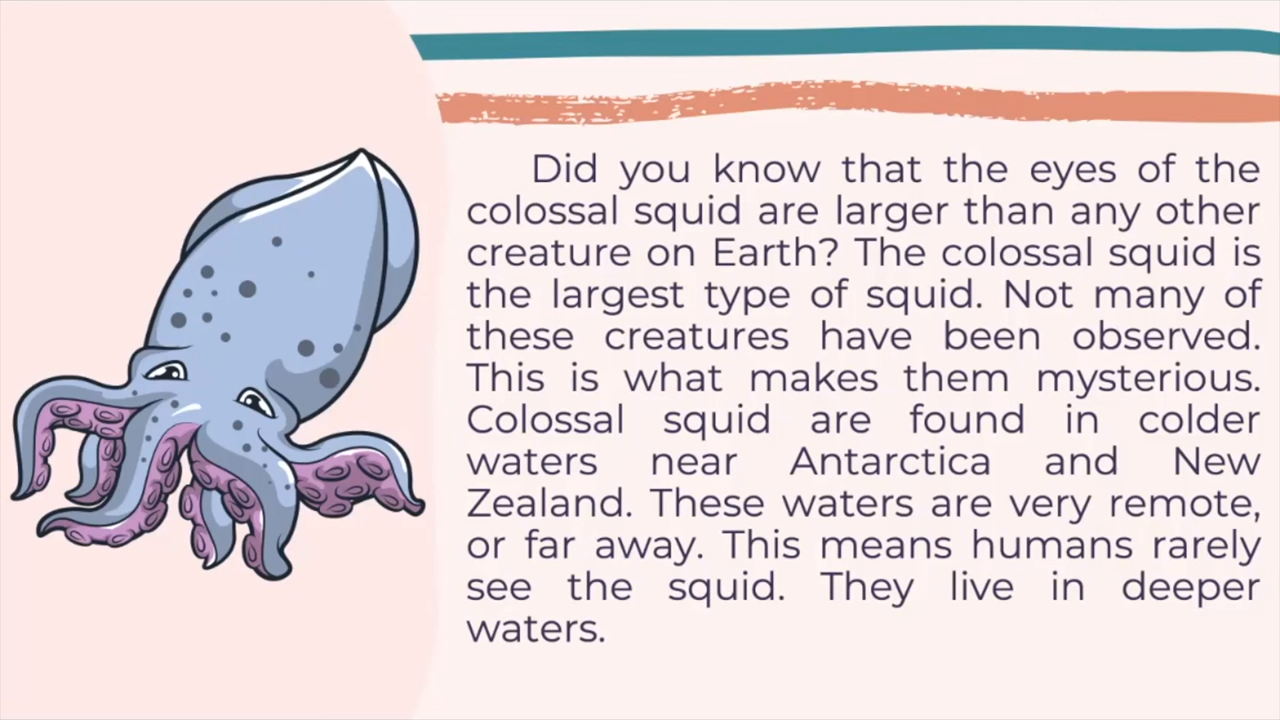 Did you know that the eyes of the
colossal squid are larger than any other
creature on Earth? The colossal squid is
the largest type of squid. Not many of
these creatures have been observed.
This is what makes them mysterious.
Colossal squid are found in colder
waters near Antarctica and New
Zealand. These waters are very remote,
or far away. This means humans rarely
see the squid. They live in deeper
waters.